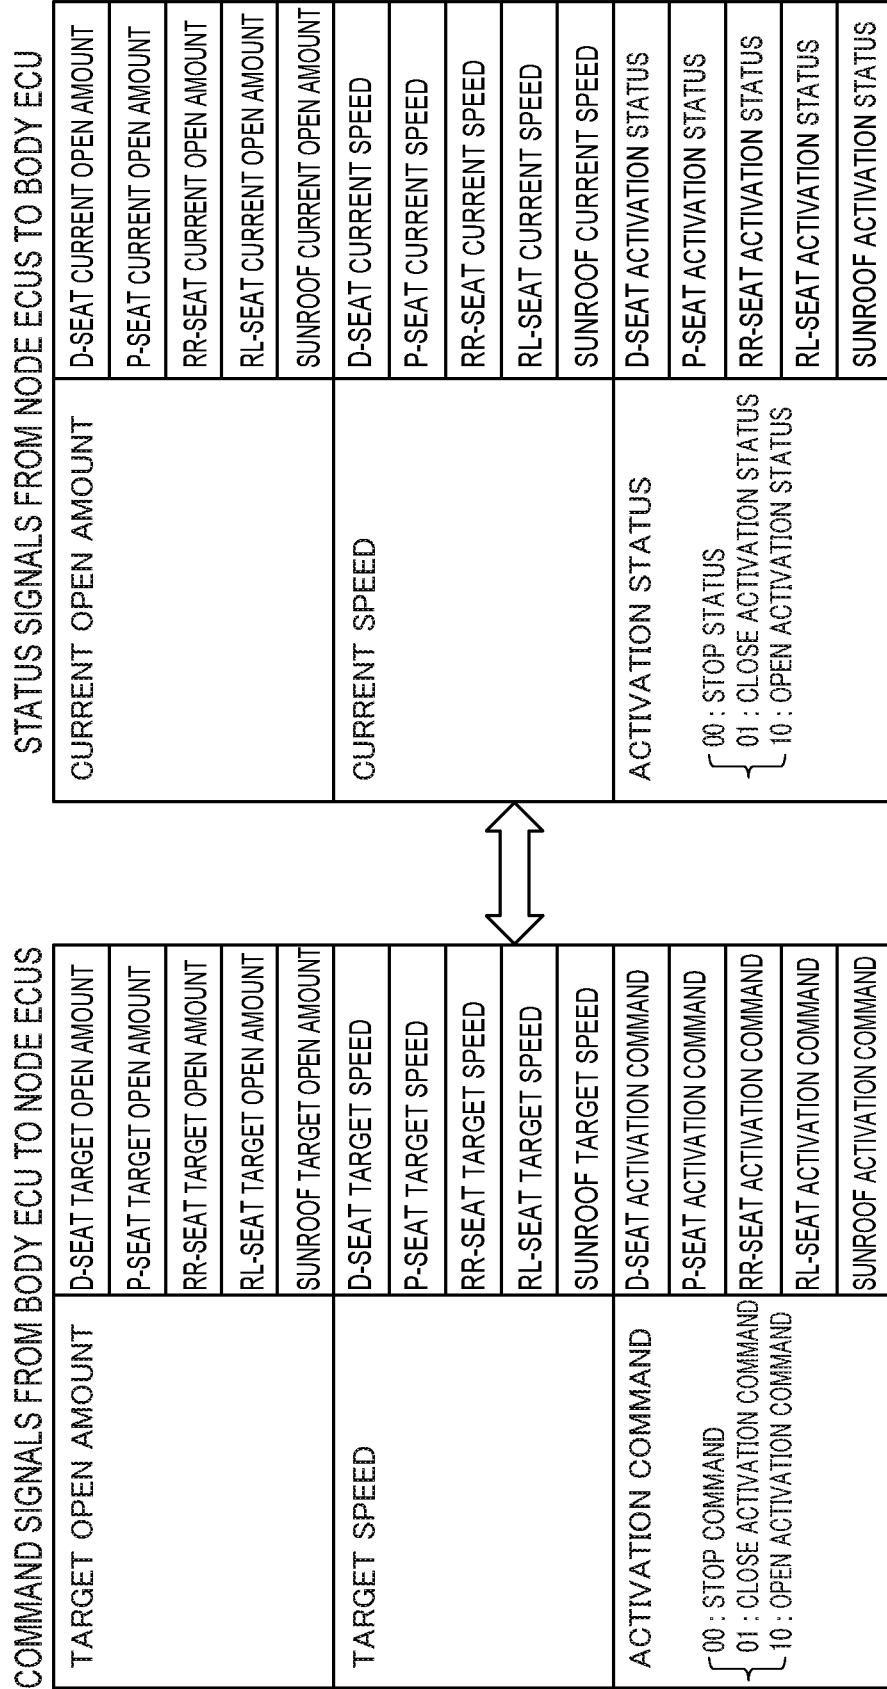 COMMAND SIGNALS FROM BODY ECU TO NODE ECUS
TARGET OPEN AMOUNT
D-SEAT TARGET OPEN AMOUNT
P-SEAT TARGET OPEN AMOUNT
RR-SEAT TARGET OPEN AMOUNT
RL-SEAT TARGET OPEN AMOUNT
SUNROOF TARGET OPEN AMOUNT
TARGET SPEED
D-SEAT TARGET SPEED
P-SEAT TARGET SPEED
RR-SEAT TARGET SPEED
RL-SEAT TARGET SPEED
SUNROOF TARGET SPEED
ACTIVATION COMMAND
00 : STOP COMMAND
01 : CLOSE ACTIVATION COMMAND
10 : OPEN ACTIVATION COMMAND
D-SEAT ACTIVATION COMMAND
P-SEAT ACTIVATION COMMAND
RR-SEAT ACTIVATION COMMAND
RL-SEAT ACTIVATION COMMAND
SUNROOF ACTIVATION COMMAND
STATUS SIGNALS FROM NODE ECUS TO BODY ECU
CURRENT OPEN AMOUNT
D-SEAT CURRENT OPEN AMOUNT
P-SEAT CURRENT OPEN AMOUNT
RR-SEAT CURRENT OPEN AMOUNT
RL-SEAT CURRENT OPEN AMOUNT
SUNROOF CURRENT OPEN AMOUNT
CURRENT SPEED
D-SEAT CURRENT SPEED
P-SEAT CURRENT SPEED
RR-SEAT CURRENT SPEED
RL-SEAT CURRENT SPEED
SUNROOF CURRENT SPEED
ACTIVATION STATUS
00 : STOP STATUS
01 : CLOSE ACTIVATION STATUS
10 : OPEN ACTIVATION STATUS
D-SEAT ACTIVATION STATUS
P-SEAT ACTIVATION STATUS
RR-SEAT ACTIVATION STATUS
RL-SEAT ACTIVATION STATUS
SUNROOF ACTIVATION STATUS